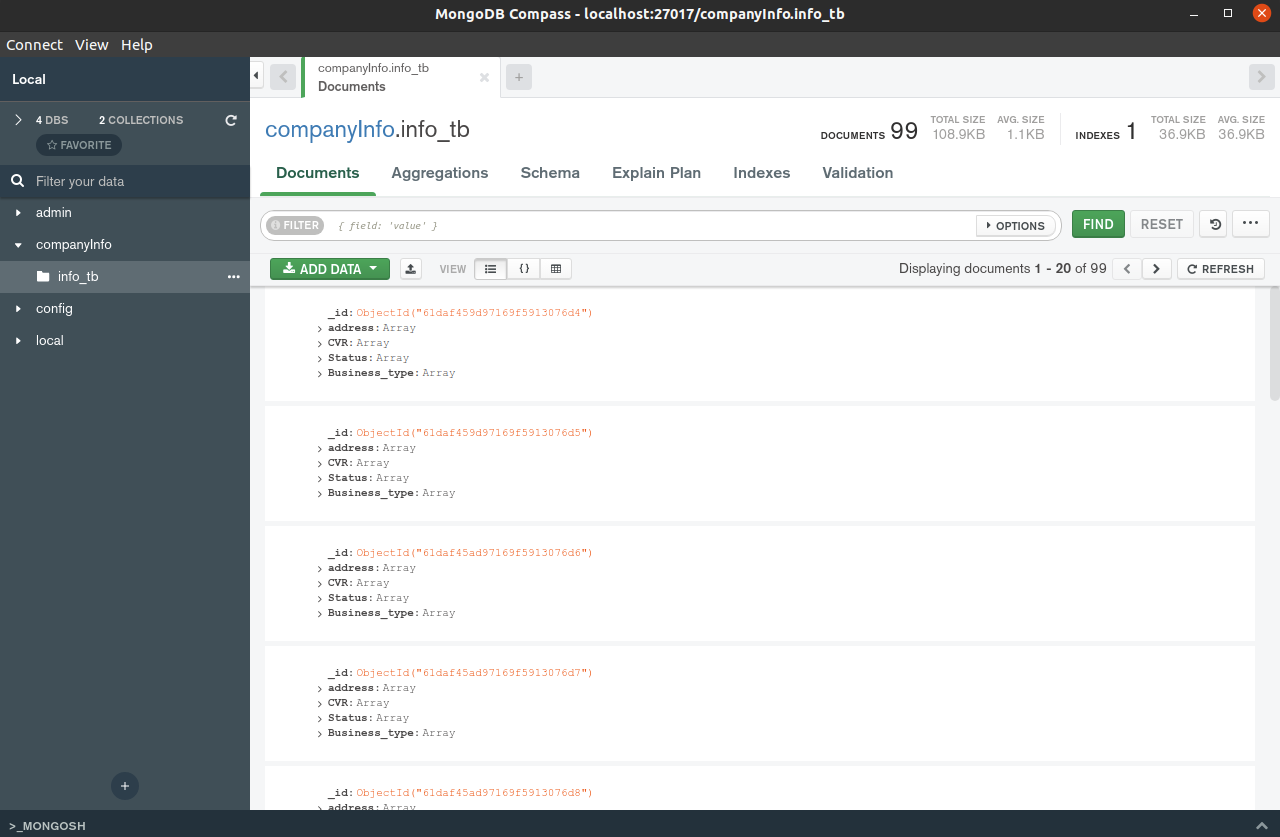 MongoDB Compass - localhost:27017/companyInfo.info_tb
Connect View Help
Local
4 DBS 2 COLLECTIONS
FAVORITE
Filter your data
admin
companyInfo
info_tb
config
local
companyInfo.info_tb
Documents
companyInfo.info_tb
DOCUMENTS 99 TOTAL SIZE 108.9KB AVG. SIZE 1.1KB INDEXES 1 TOTAL SIZE 36.9KB AVG. SIZE 36.9KB
Documents Aggregations Schema Explain Plan Indexes Validation
FILTER { field: 'value' } OPTIONS FIND RESET
ADD DATA VIEW { } Displaying documents 1 - 20 of 99 REFRESH
_id: ObjectId("61daf459d97169f5913076d4")
address: Array
CVR: Array
Status: Array
Business_type: Array
_id: ObjectId("61daf459d97169f5913076d5")
address: Array
CVR: Array
Status: Array
Business_type: Array
_id: ObjectId("61daf45ad97169f5913076d6")
address: Array
CVR: Array
Status: Array
Business_type: Array
_id: ObjectId("61daf45ad97169f5913076d7")
address: Array
CVR: Array
Status: Array
Business_type: Array
_id: ObjectId("61daf45ad97169f5913076d8")
address: Array
>_MONGOSH